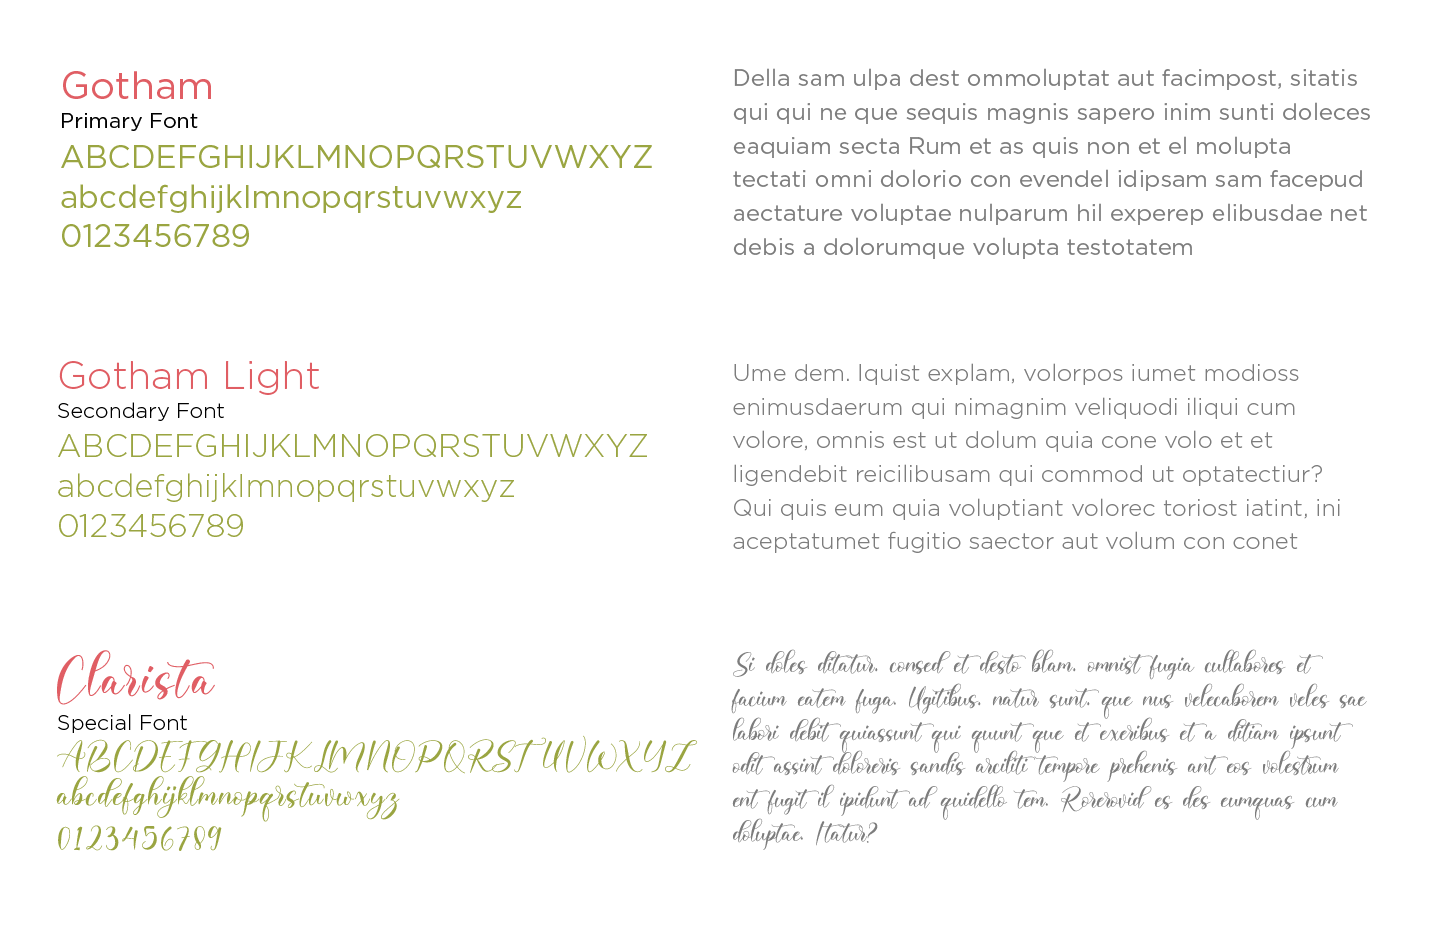 Gotham
Primary Font
ABCDEFGHIJKLMNOPQRSTUVWXYZ
abcdefghijklmnopqrstuvwxyz
0123456789
Della sam ulpa dest ommoluptat aut facimpost, sitatis
qui qui ne que sequis magnis sapero inim sunti doleces
eaquiam secta Rum et as quis non et el molupta
tectati omni dolorio con evendel idipsam sam facepud
aectature voluptae nulparum hil experep elibusdae net
debis a dolorumque volupta testotatem
Gotham Light
Secondary Font
ABCDEFGHIJKLMNOPQRSTUVWXYZ
abcdefghijklmnopqrstuvwxyz
0123456789
Ume dem. Iquist explam, volorpos iumet modioss
enimusdaerum qui nimagnim veliquodi iliqui cum
volore, omnis est ut dolum quia cone volo et et
ligendebit reicilibusam qui commod ut optatectiur?
Qui quis eum quia voluptiant volorec toriost iatint, ini
aceptatumet fugitio saector aut volum con conet
Clarista
Special Font
ABCDEFGHIJKLMNOPQRSTUVWXYZ
abcdefghijklmnopqrstuvwxyz
0123456789
Si doles ditatur, consed et desto blam, omnist fugia cullabores et
facium eatem fuga. Ugitibus, natur sunt, que nus velecaborem veles sae
labori debit quiassunt qui quunt que et exeribus et a ditiam ipsunt
odit assint doloreris sandis arciliti tempore prehenis ant eos volestrum
ent fugit il ipidunt ad quidello tem. Rorerovid es des eumquas cum
doluptae. Itatur?